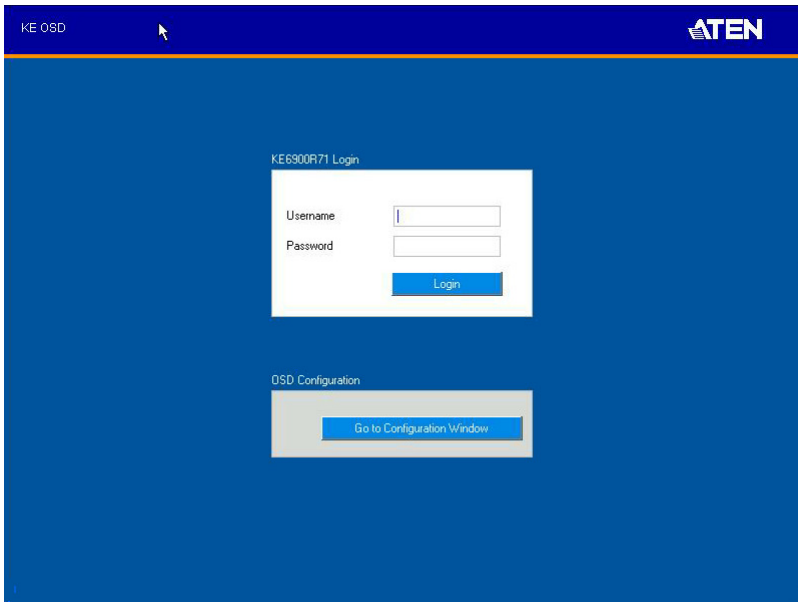 KE OSD
ATEN
KE6900R71 Login
Username
Password
Login
OSD Configuration
Go to Configuration Window